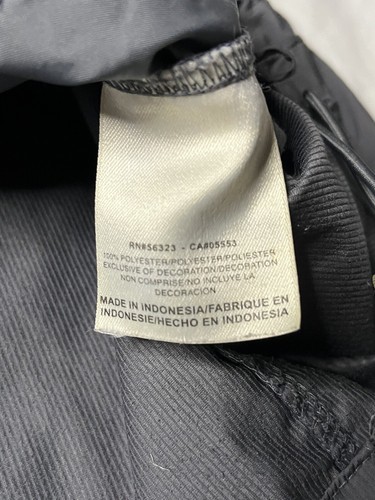 RN#56323 - CA#05553
100% POLYESTER/POLYESTER/POLIESTER
EXCLUSIVE OF DECORATION/DECORATION
NON COMPRISE/NO INCLUYE LA
DECORACIÓN
MADE IN INDONESIA/FABRIQUE EN
INDONESIE/HECHO EN INDONESIA